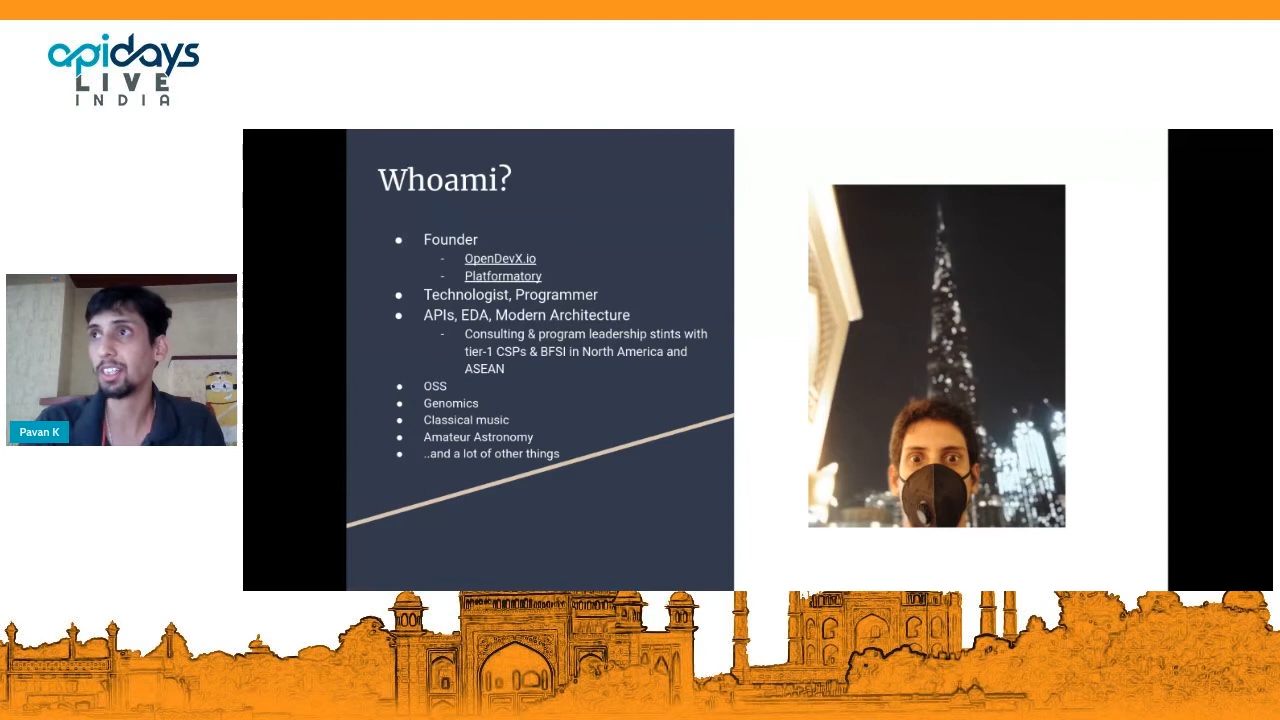 apidays
LIVE
INDIA
Whoami?
● Founder
- OpenDevX.io
- Platformatory
● Technologist, Programmer
● APIs, EDA, Modern Architecture
- Consulting & program leadership stints with
tier-1 CSPs & BFSI in North America and
ASEAN
● OSS
● Genomics
● Classical music
● Amateur Astronomy
● ..and a lot of other things
Pavan K